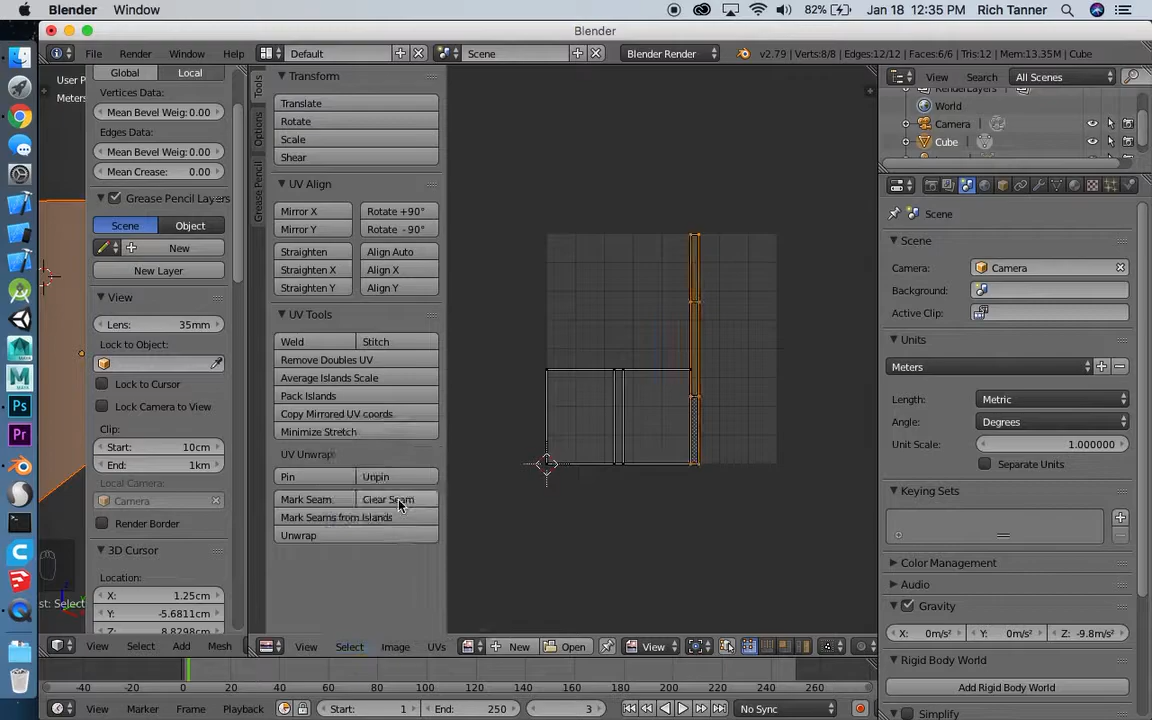 Blender Window 82% Jan 18 12:35 PM Rich Tanner
Blender
File Render Window Help Default Scene Blender Render v2.79 | Verts:8/8 | Edges:12/12 | Faces:6/6 | Tris:12 | Mem:13.35M | Cube
User P
Meters
Global Local
Vertices Data:
Mean Bevel Weig: 0.00
Edges Data:
Mean Bevel Weig: 0.00
Mean Crease: 0.00
Grease Pencil Layers
Scene Object
New
New Layer
View
Lens: 35mm
Lock to Object:
Lock to Cursor
Lock Camera to View
Clip:
Start: 10cm
End: 1km
Local Camera:
Camera
Render Border
3D Cursor
Location:
X: 1.25cm
Y: -5.6811cm
Z: 8.8298cm
View Select Add Mesh
Tools
Options
Grease Pencil
Transform
Translate
Rotate
Scale
Shear
UV Align
Mirror X Rotate +90°
Mirror Y Rotate -90°
Straighten Align Auto
Straighten X Align X
Straighten Y Align Y
UV Tools
Weld Stitch
Remove Doubles UV
Average Islands Scale
Pack Islands
Copy Mirrored UV coords
Minimize Stretch
UV Unwrap:
Pin Unpin
Mark Seam Clear Seam
Mark Seams from Islands
Unwrap
View Select Image UVs New Open View
View Search All Scenes
RenderLayers
World
Camera
Cube
Scene
Scene
Camera: Camera
Background:
Active Clip:
Units
Meters
Length: Metric
Angle: Degrees
Unit Scale: 1.000000
Separate Units
Keying Sets
Color Management
Audio
Gravity
X: 0m/s² Y: 0m/s² Z: -9.8m/s²
Rigid Body World
Add Rigid Body World
Simplify
-40 -20 0 20 40 60 80 100 120 140 160 180 200 220 240 260
View Marker Frame Playback Start: 1 End: 250 3 No Sync